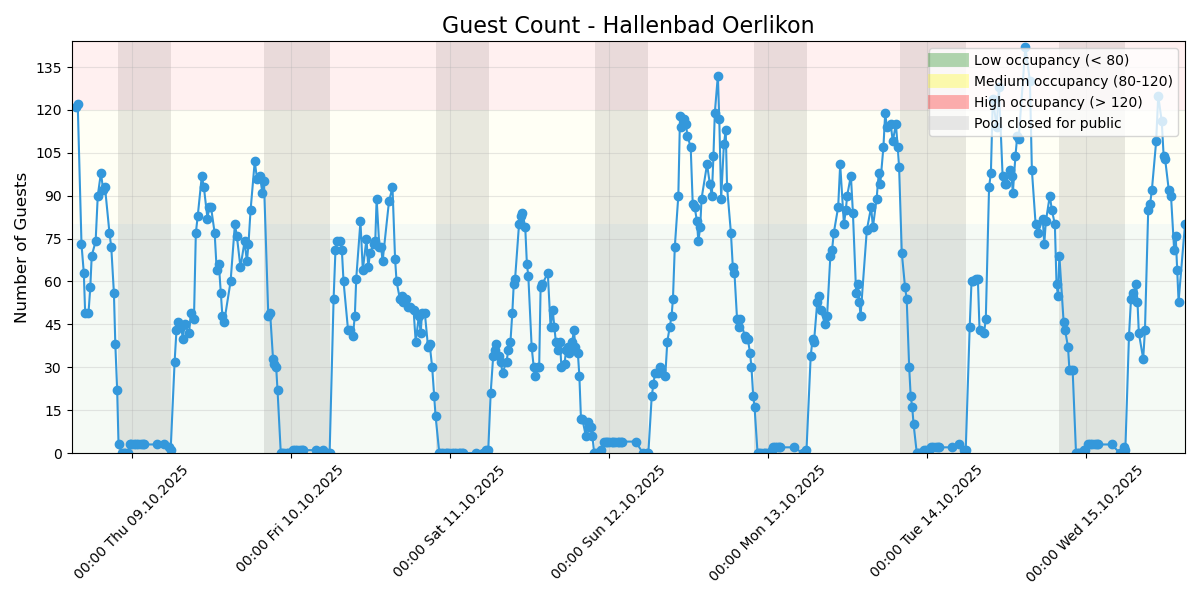 Guest Count - Hallenbad Oerlikon
Number of Guests
135
120
105
90
75
60
45
30
15
0
Low occupancy (< 80)
Medium occupancy (80-120)
High occupancy (> 120)
Pool closed for public
00:00 Thu 09.10.2025
00:00 Fri 10.10.2025
00:00 Sat 11.10.2025
00:00 Sun 12.10.2025
00:00 Mon 13.10.2025
00:00 Tue 14.10.2025
00:00 Wed 15.10.2025